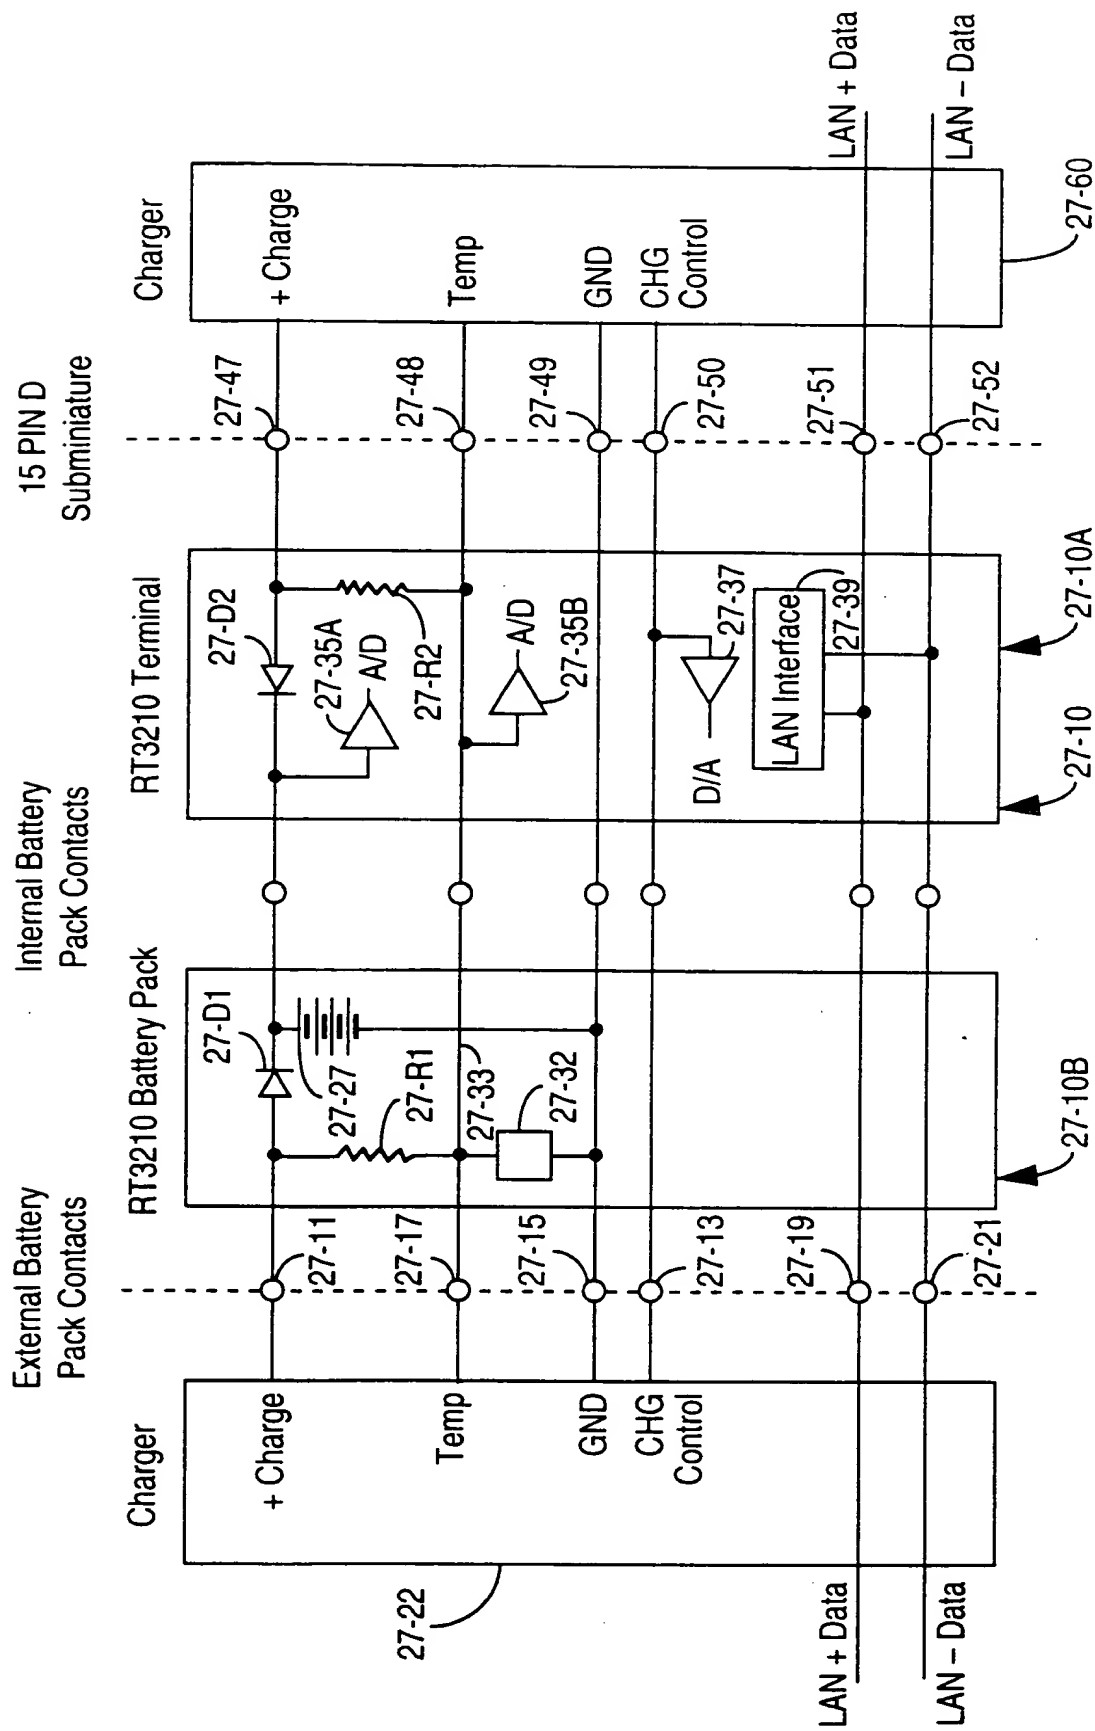 External Battery
Pack Contacts
Internal Battery
Pack Contacts
15 PIN D
Subminiature
Charger
RT3210 Battery Pack
RT3210 Terminal
Charger
27-22
+ Charge
Temp
GND
CHG
Control
LAN + Data
LAN – Data
27-11
27-17
27-15
27-13
27-19
27-21
27-D1
27-27
27-R1
27-33
27-32
27-10B
27-D2
27-35A
A/D
27-R2
A/D
27-35B
27-37
D/A
LAN Interface
27-39
27-10
27-10A
27-47
27-48
27-49
27-50
27-51
27-52
+ Charge
Temp
GND
CHG
Control
LAN + Data
LAN – Data
27-60